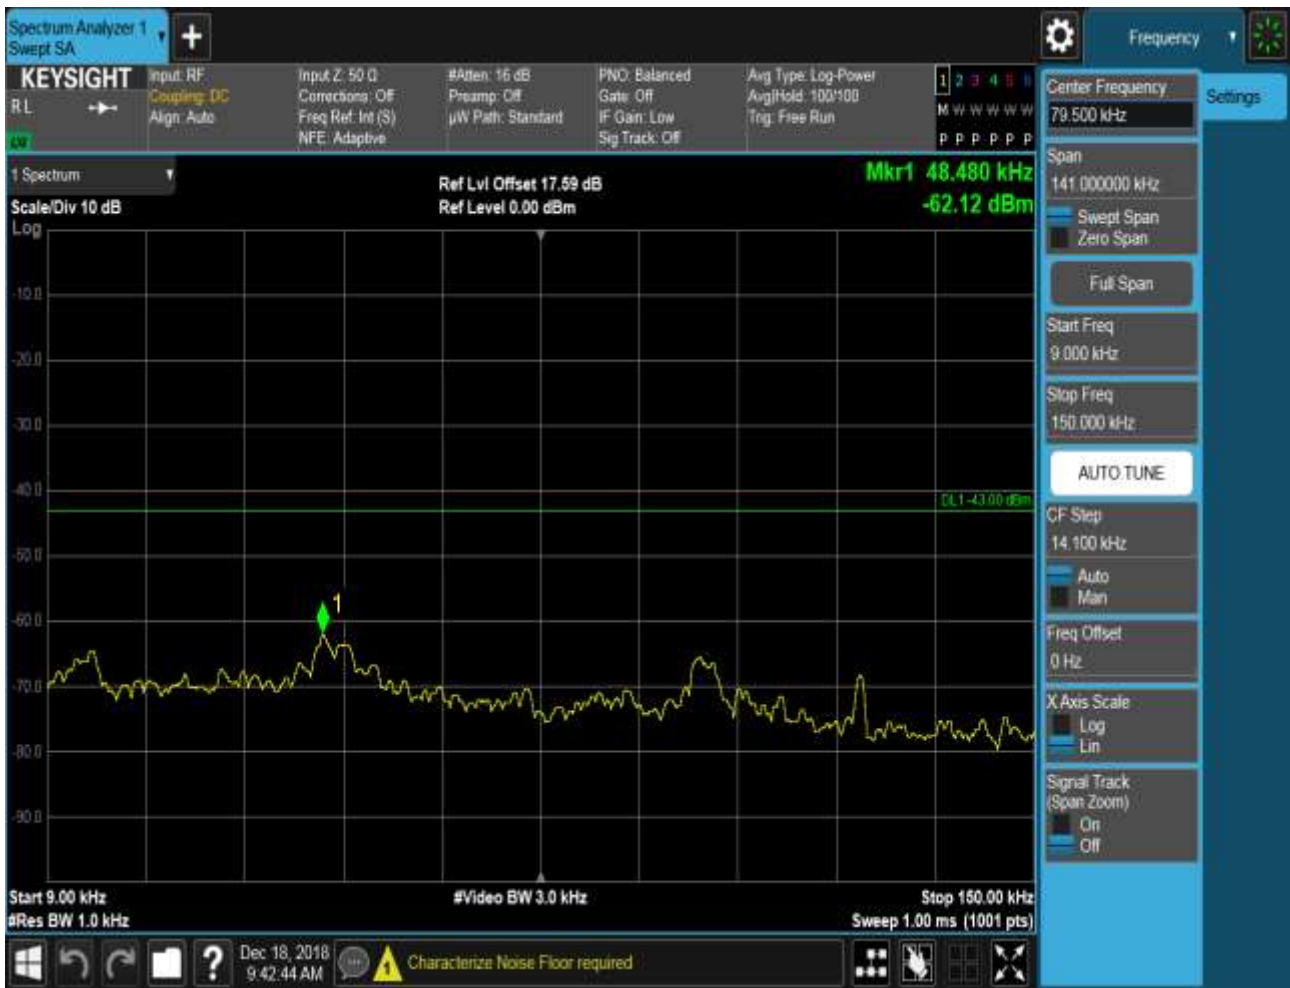 Spectrum Analyzer 1
Swept SA
Frequency
KEYSIGHT
R L
Input: RF
Coupling: DC
Align: Auto
Input Z: 50 Ω
Corrections: Off
Freq Ref: Int (S)
NFE: Adaptive
#Atten: 16 dB
Preamp: Off
µW Path: Standard
PNO: Balanced
Gate: Off
IF Gain: Low
Sig Track: Off
Avg Type: Log-Power
Avg|Hold: 100/100
Trig: Free Run
1 2 3 4 5 6
M W W W W W
P P P P P P
1 Spectrum
Scale/Div 10 dB
Log
Ref Lvl Offset 17.59 dB
Ref Level 0.00 dBm
Mkr1 48.480 kHz
-62.12 dBm
-10.0
-20.0
-30.0
-40.0
DL1 -43.00 dBm
-50.0
1
-60.0
-70.0
-80.0
-90.0
Start 9.00 kHz
#Res BW 1.0 kHz
#Video BW 3.0 kHz
Stop 150.00 kHz
Sweep 1.00 ms (1001 pts)
Center Frequency
79.500 kHz
Settings
Span
141.000000 kHz
Swept Span
Zero Span
Full Span
Start Freq
9.000 kHz
Stop Freq
150.000 kHz
AUTO TUNE
CF Step
14.100 kHz
Auto
Man
Freq Offset
0 Hz
X Axis Scale
Log
Lin
Signal Track
(Span Zoom)
On
Off
?
Dec 18, 2018
9:42:44 AM
1
Characterize Noise Floor required